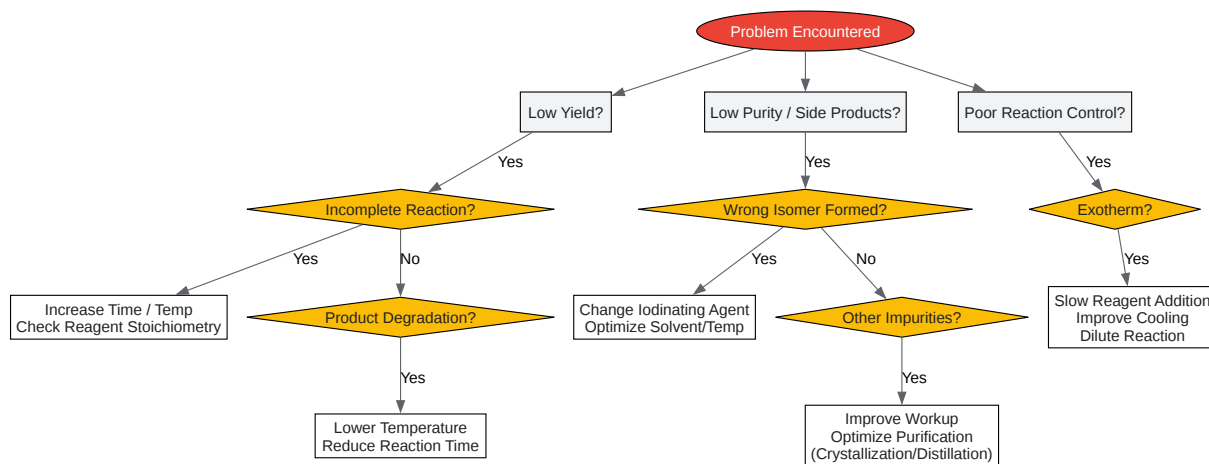 Problem Encountered
Low Yield?
Low Purity / Side Products?
Poor Reaction Control?
Yes
Yes
Yes
Incomplete Reaction?
Wrong Isomer Formed?
Exotherm?
Yes
No
Yes
No
Yes
Increase Time / Temp
Check Reagent Stoichiometry
Product Degradation?
Change Iodinating Agent
Optimize Solvent/Temp
Other Impurities?
Slow Reagent Addition
Improve Cooling
Dilute Reaction
Yes
Yes
Lower Temperature
Reduce Reaction Time
Improve Workup
Optimize Purification
(Crystallization/Distillation)